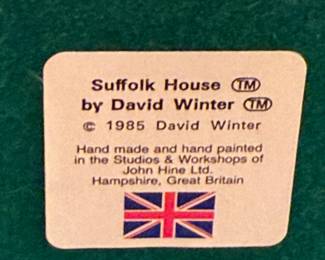 Suffolk House TM
by David Winter TM
© 1985 David Winter
Hand made and hand painted
in the Studios & Workshops of
John Hine Ltd.
Hampshire, Great Britain